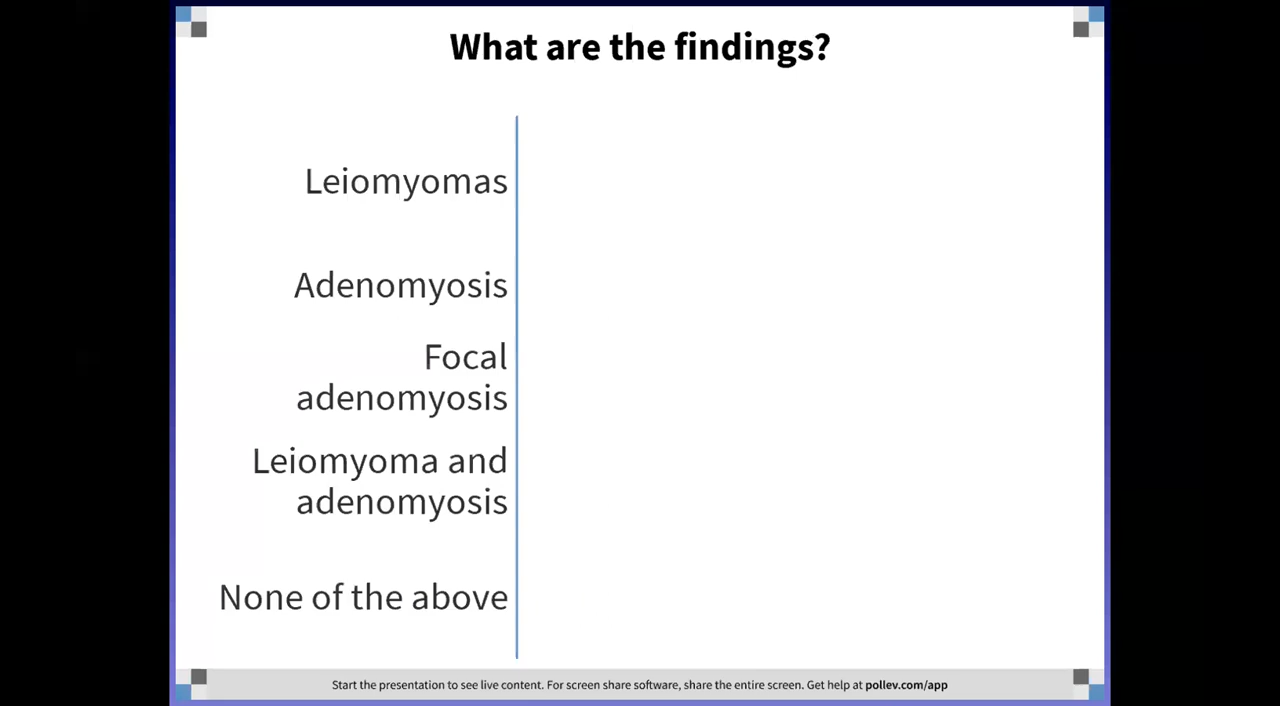 What are the findings?
Leiomyomas
Adenomyosis
Focal
adenomyosis
Leiomyoma and
adenomyosis
None of the above
Start the presentation to see live content. For screen share software, share the entire screen. Get help at pollev.com/app